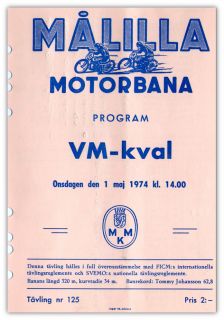 MÅLILLA
MOTORBANA
PROGRAM
VM-kval
Onsdagen den 1 maj 1974 kl. 14.00
M M
K
Denna tävling hålles i full överensstämmelse med FICM:s internationella
tävlingsreglemente och SVEMO:s nationella tävlingsreglemente.
Banans längd 320 m, kurvradie 34 m. Banrekord: Tommy Johansson 62,8
Tävling nr 125 Pris 2:—